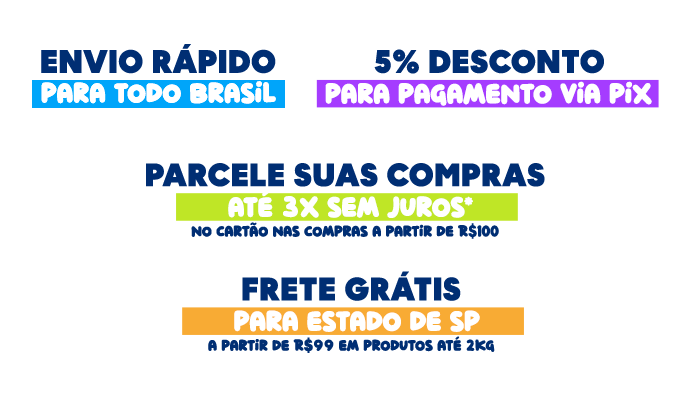 ENVIO RÁPIDO
PARA TODO BRASIL
5% DESCONTO
PARA PAGAMENTO VIA PIX
PARCELE SUAS COMPRAS
ATÉ 3X SEM JUROS*
NO CARTÃO NAS COMPRAS A PARTIR DE R$100
FRETE GRÁTIS
PARA ESTADO DE SP
A PARTIR DE R$99 EM PRODUTOS ATÉ 2KG